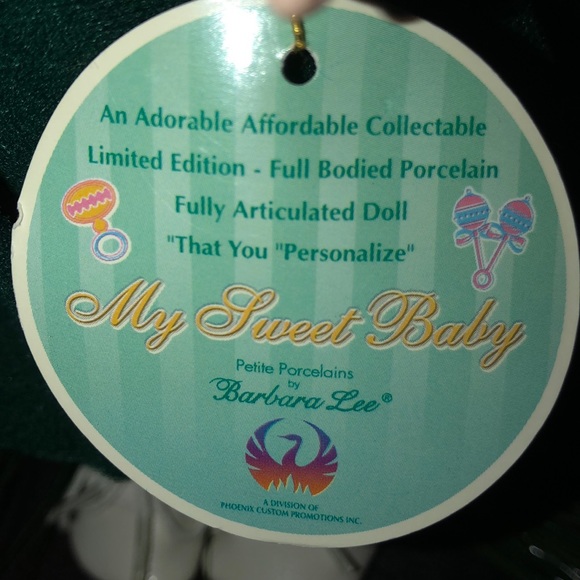 An Adorable Affordable Collectable
Limited Edition - Full Bodied Porcelain
Fully Articulated Doll
"That You "Personalize"
My Sweet Baby
Petite Porcelains
by
Barbara Lee®
A DIVISION OF
PHOENIX CUSTOM PROMOTIONS INC.